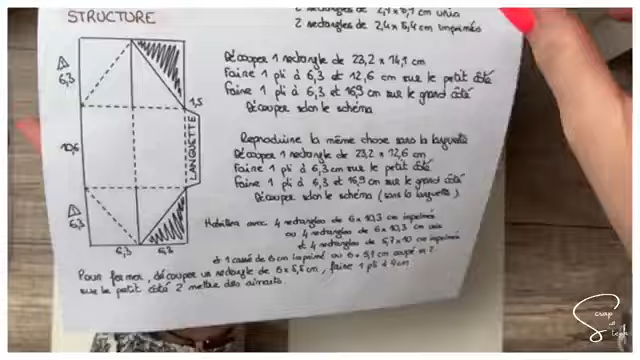 2 rectangles de 2,1 x 5,1 cm unis
2 rectangles de 2,4 x 5,4 cm imprimés
STRUCTURE
Découper 1 rectangle de 23,2 x 14,1 cm
Faire 1 pli à 6,3 et 12,6 cm sur le petit côté
Faire 1 pli à 6,3 et 16,9 cm sur le grand côté
Découper selon le schéma
6,3
1,5
LANGUETTE
10,6
6,3
6,3 6,3
Reproduire la même chose sans la languette
Découper 1 rectangle de 23,2 x 12,6 cm
Faire 1 pli à 6,3 cm sur le petit côté
Faire 1 pli à 6,3 et 16,9 cm sur le grand côté
Découper selon le schéma (sans la languette).
Habiller avec 4 rectangles de 6 x 10,3 cm imprimés
ou 4 rectangles de 6 x 10,3 cm unis
et 4 rectangles de 5,7 x 10 cm imprimés
et 1 carré de 6 cm imprimé ou 6 x 5,1 cm coupé en 2
Pour fermer, découper un rectangle de 6 x 5,5 cm, faire 1 pli à 4 cm
sur le petit côté mettre des aimants.
Scrap